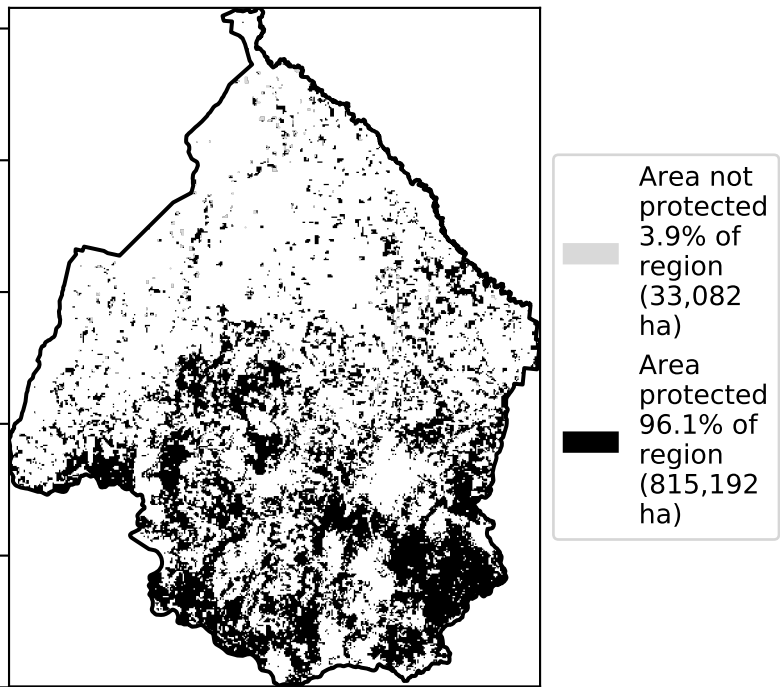 Area not
protected
3.9% of
region
(33,082
ha)
Area
protected
96.1% of
region
(815,192
ha)